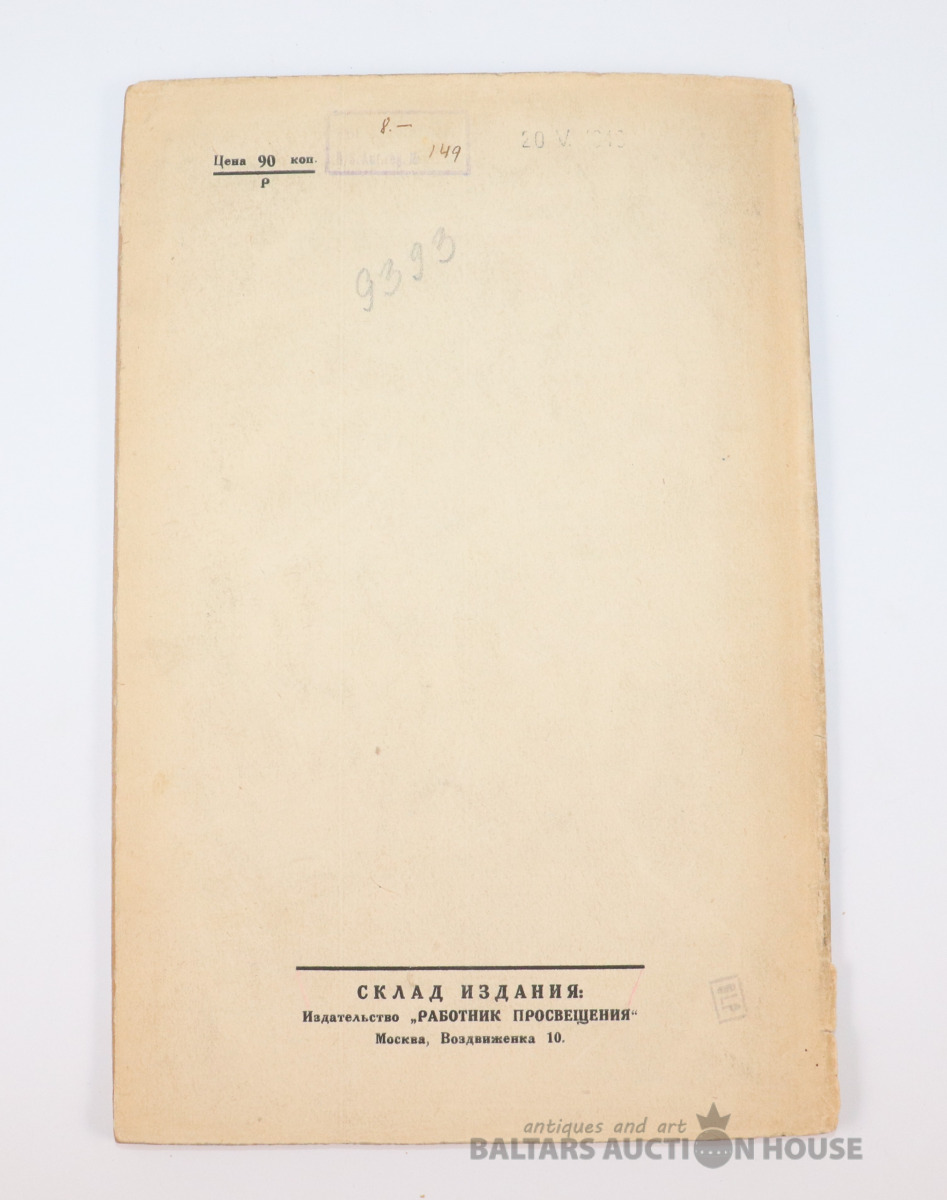 8.—
149
20 V.
Цена 90 коп.
Р
9393
СКЛАД ИЗДАНИЯ:
Издательство „РАБОТНИК ПРОСВЕЩЕНИЯ“
Москва, Воздвиженка 10.
antiques and art
BALTARS AUCTION HOUSE